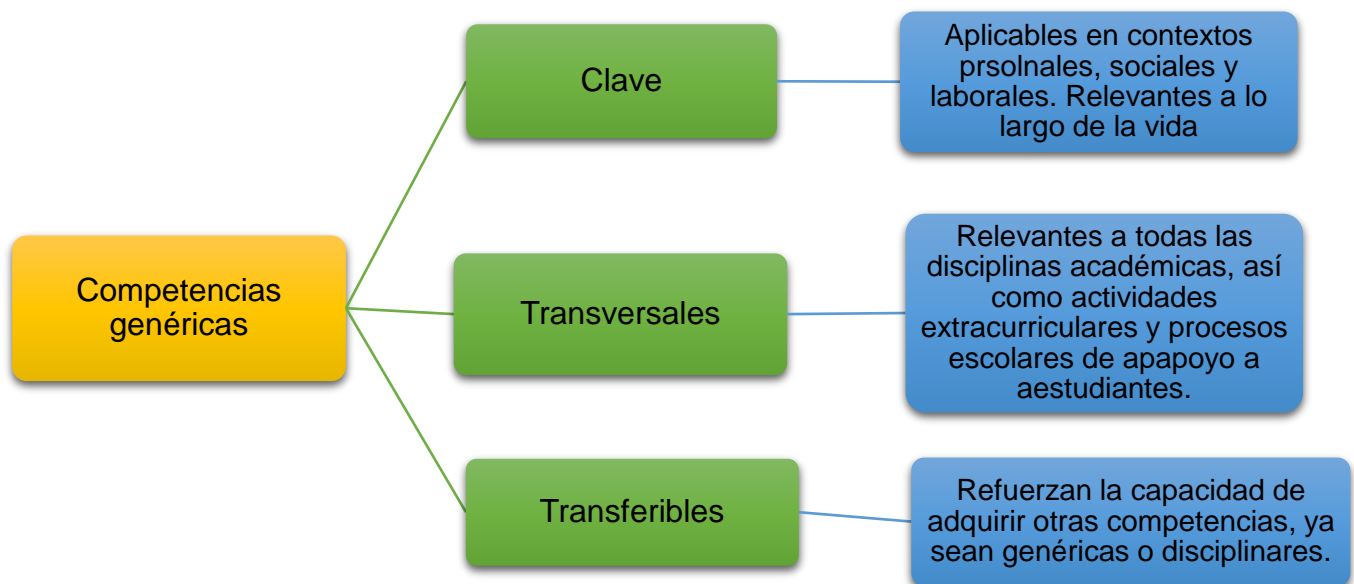 Competencias
genéricas
Clave
Aplicables en contextos
prsolnales, sociales y
laborales. Relevantes a lo
largo de la vida
Transversales
Relevantes a todas las
disciplinas académicas, así
como actividades
extracurriculares y procesos
escolares de apapoyo a
aestudiantes.
Transferibles
Refuerzan la capacidad de
adquirir otras competencias, ya
sean genéricas o disciplinares.